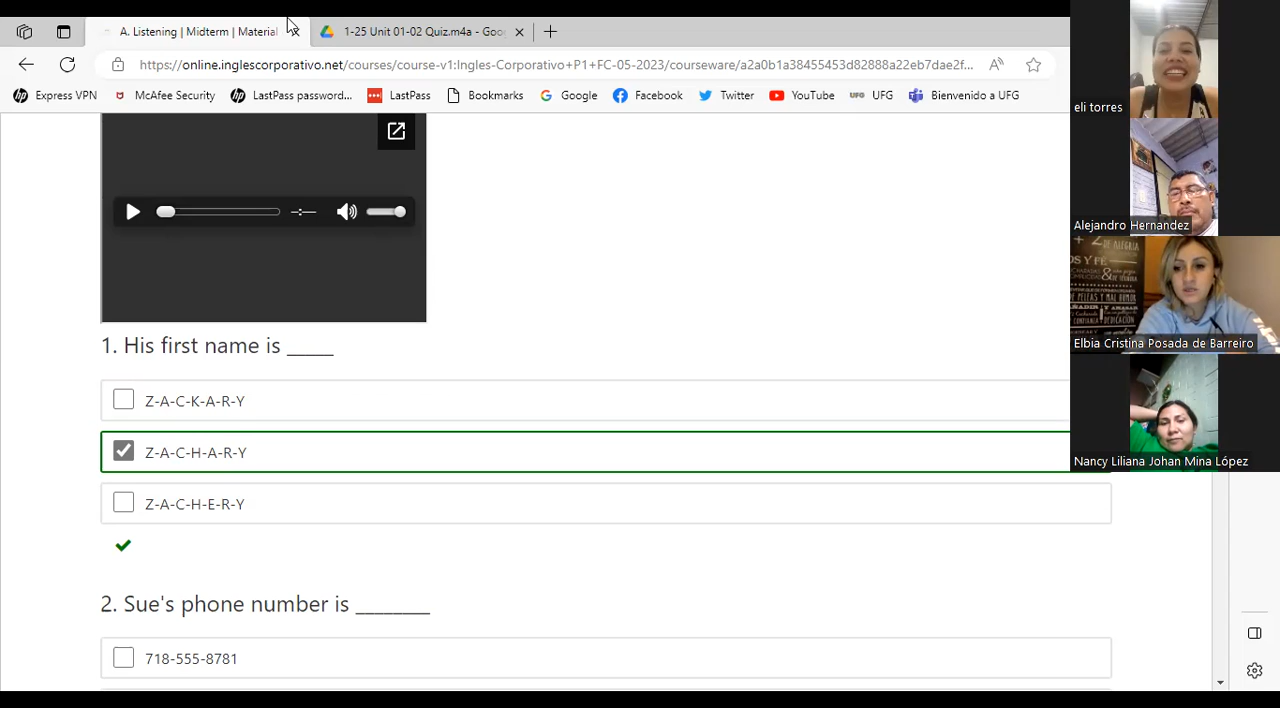 A. Listening | Midterm | Material
1-25 Unit 01-02 Quiz.m4a - Goo
https://online.inglescorporativo.net/courses/course-v1:Ingles-Corporativo+P1+FC-05-2023/courseware/a2a0b1a38455453d82888a22eb7dae2f...
Express VPN
McAfee Security
LastPass password...
LastPass
Bookmarks
Google
Facebook
Twitter
YouTube
UFG
UFG
Bienvenido a UFG
1. His first name is _____
Z-A-C-K-A-R-Y
Z-A-C-H-A-R-Y
Z-A-C-H-E-R-Y
2. Sue's phone number is ________
718-555-8781
eli torres
Alejandro Hernandez
Elbia Cristina Posada de Barreiro
Nancy Liliana Johan Mina López